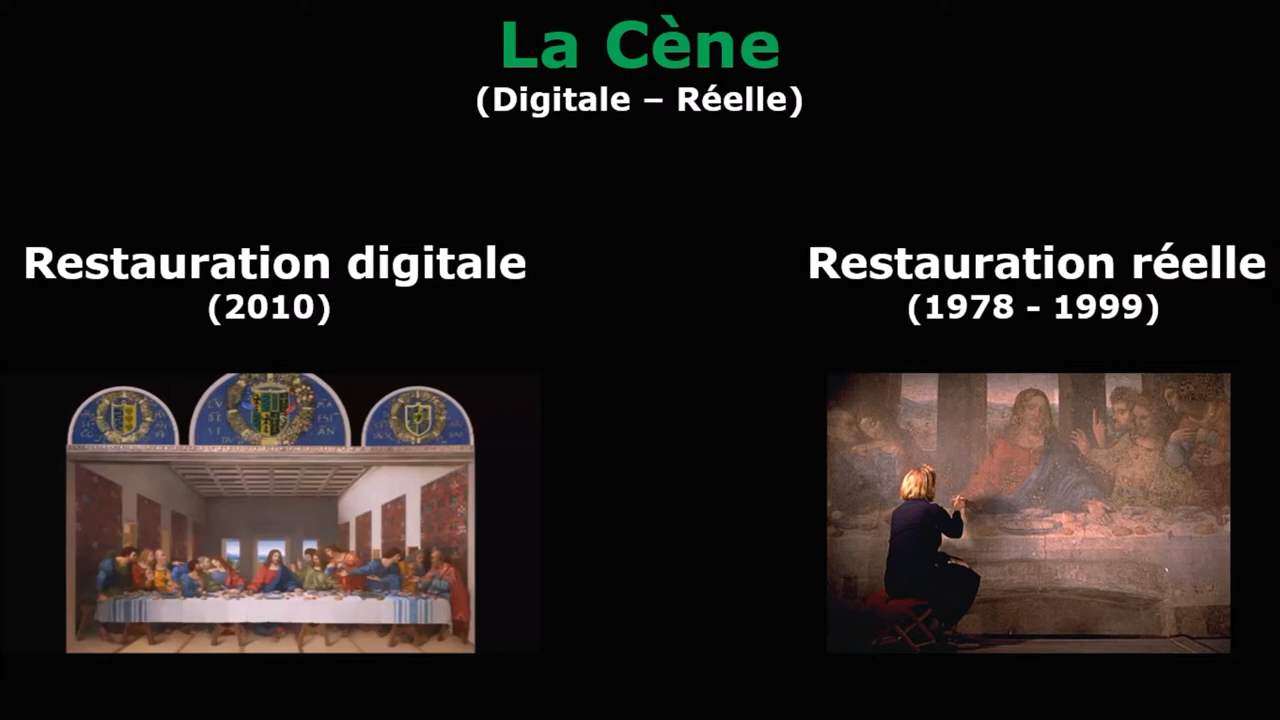 La Cène
(Digitale – Réelle)
Restauration digitale
(2010)
Restauration réelle
(1978 - 1999)